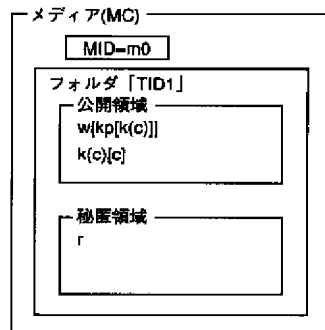 メディア(MC)
MID=m0
フォルダ「TID1」
公開領域
w[kp[k(c)]]
k(c)[c]
秘匿領域
r